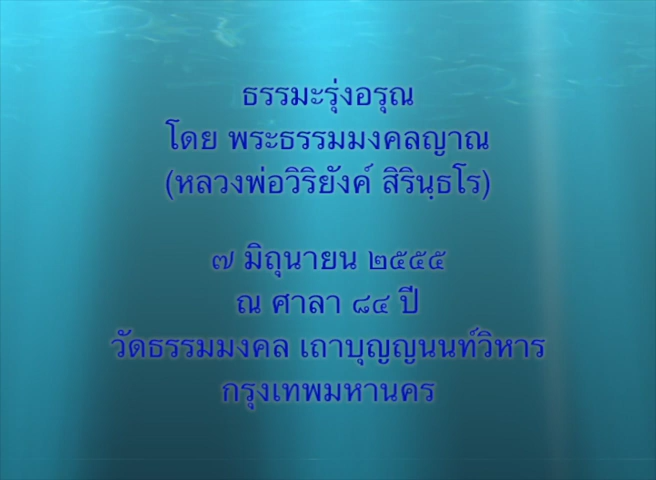 ธรรมะรุ่งอรุณ
โดย พระธรรมมงคลญาณ
(หลวงพ่อวิริยังค์ สิรินฺธโร)
๗ มิถุนายน ๒๕๕๕
ณ ศาลา ๘๔ ปี
วัดธรรมมงคล เถาบุญญนนท์วิหาร
กรุงเทพมหานคร